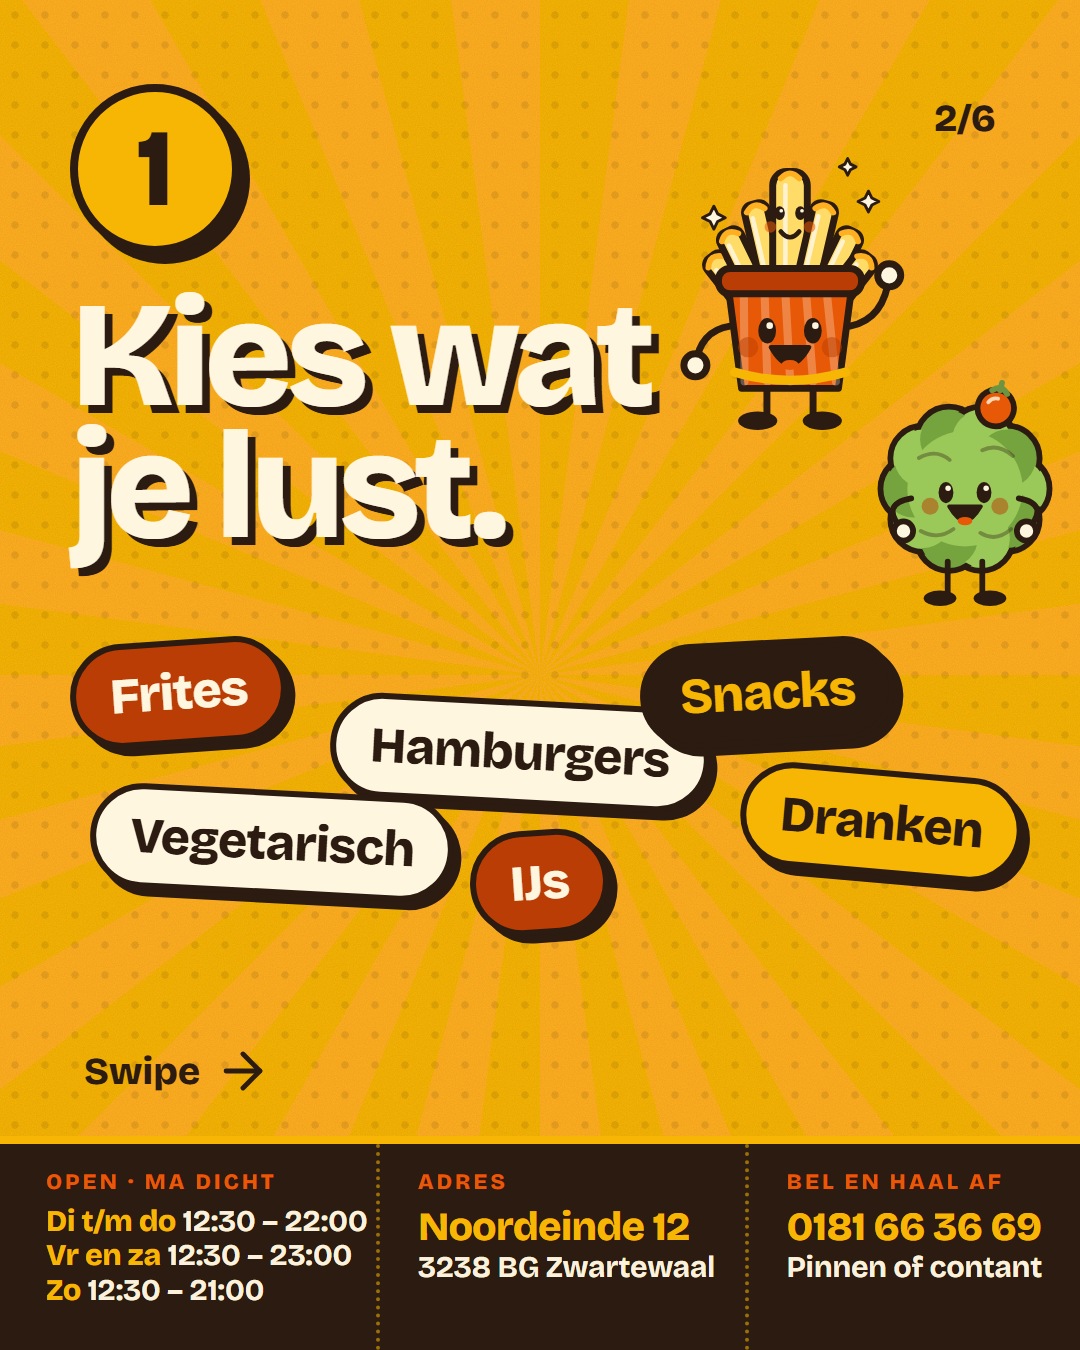 1
2/6
Kies wat
je lust.
Frites
Hamburgers
Snacks
Vegetarisch
IJs
Dranken
Swipe
OPEN · MA DICHT
Di t/m do 12:30 – 22:00
Vr en za 12:30 – 23:00
Zo 12:30 – 21:00
ADRES
Noordeinde 12
3238 BG Zwartewaal
BEL EN HAAL AF
0181 66 36 69
Pinnen of contant